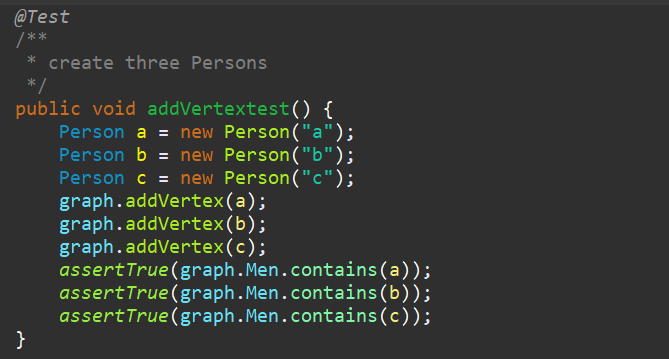 @Test
/**
 * create three Persons
 */
public void addVertextest() {
    Person a = new Person("a");
    Person b = new Person("b");
    Person c = new Person("c");
    graph.addVertex(a);
    graph.addVertex(b);
    graph.addVertex(c);
    assertTrue(graph.Men.contains(a));
    assertTrue(graph.Men.contains(b));
    assertTrue(graph.Men.contains(c));
}